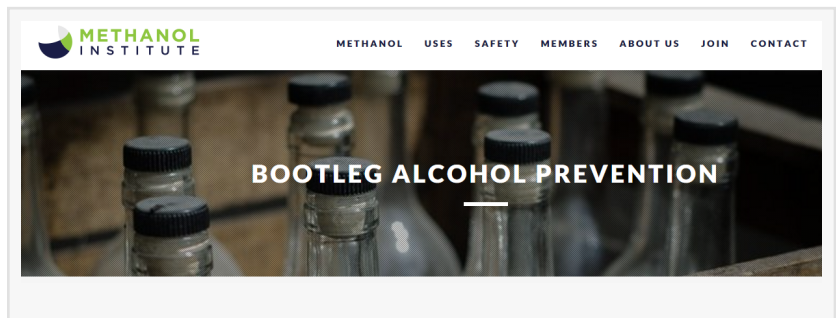 METHANOL
INSTITUTE
METHANOL USES SAFETY MEMBERS ABOUT US JOIN CONTACT
BOOTLEG ALCOHOL PREVENTION